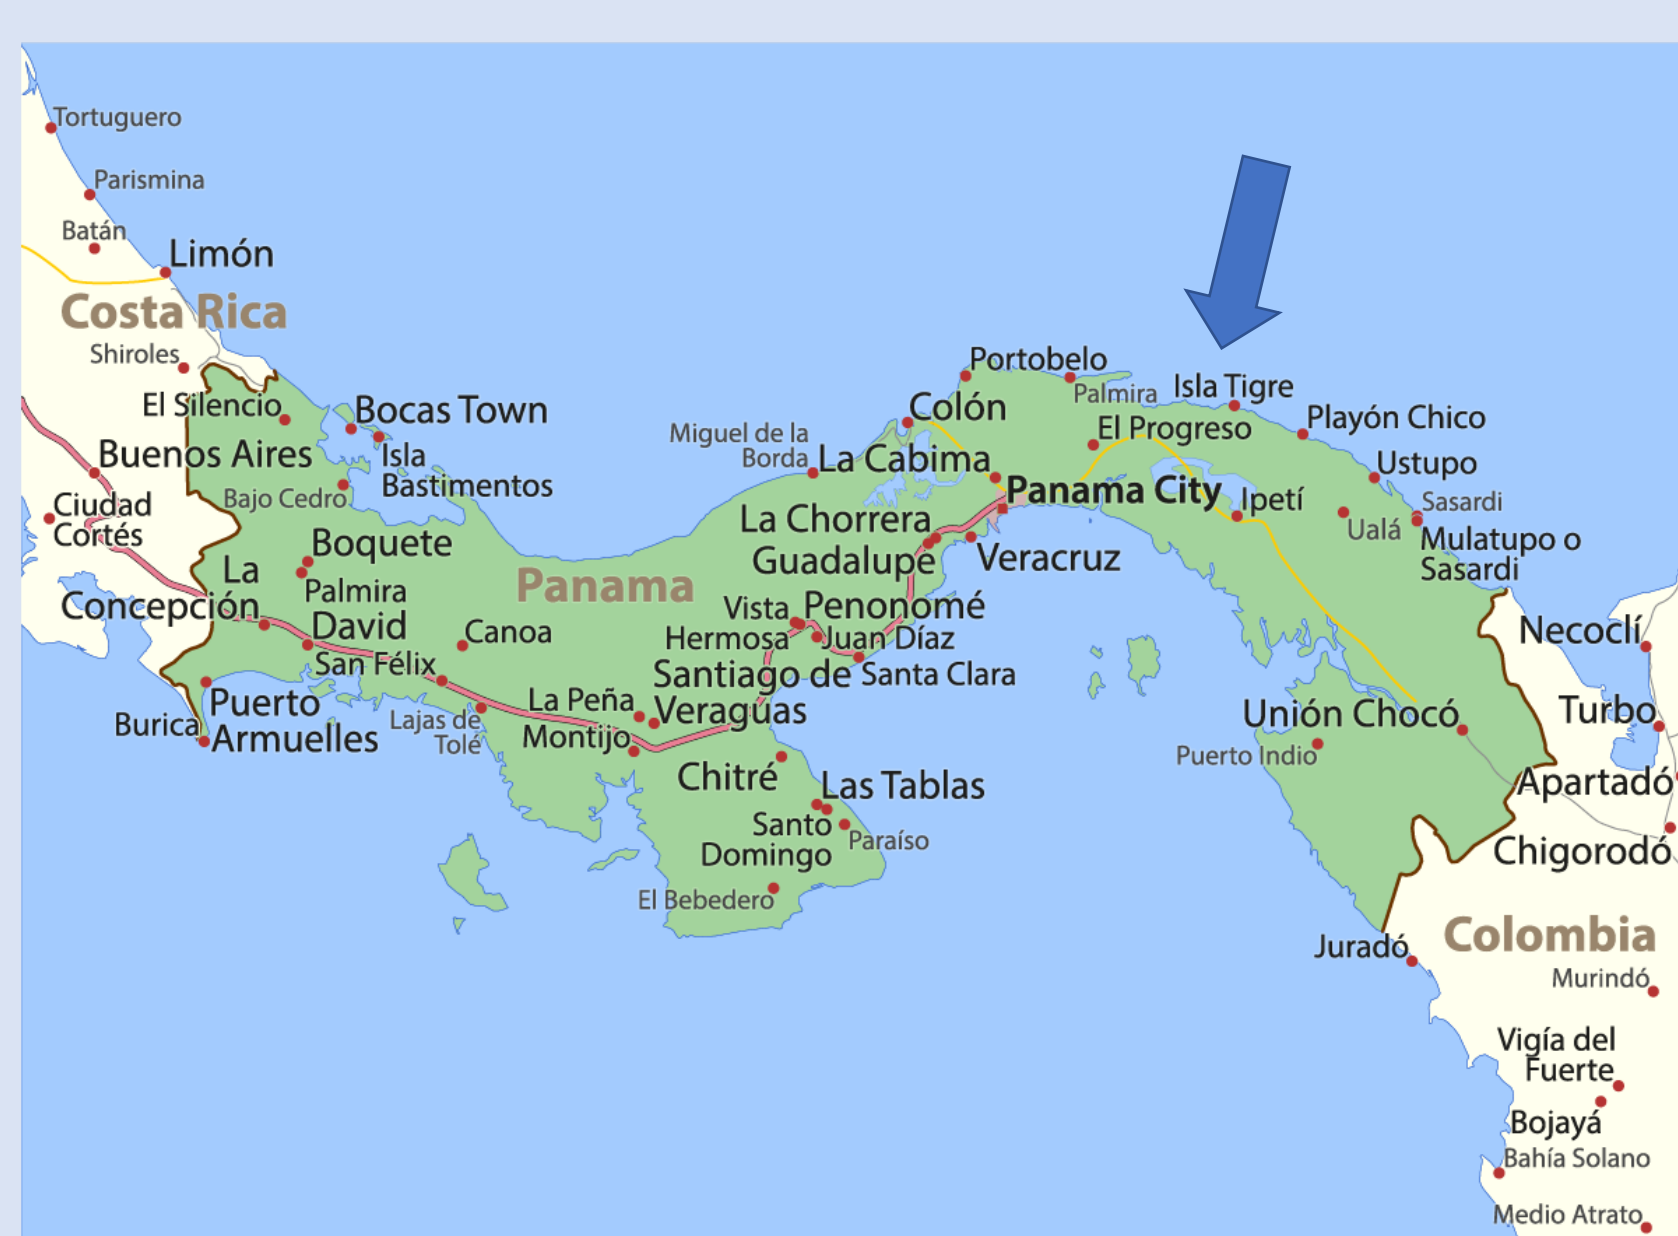 Tortuguero
Parismina
Batán
Limón
Costa Rica
Shiroles
El Silencio
Bocas Town
Buenos Aires
Isla
Bastimentos
Bajo Cedro
Ciudad
Cortés
Boquete
La
Concepción
Palmira
David
San Félix
Canoa
Puerto
Armuelles
Burica
Lajas de
Tolé
Panama
Portobelo
Palmira
Isla Tigre
Colón
El Progreso
Playón Chico
Miguel de la
Borda
La Cabima
Ustupo
Panama City
Ipetí
Sasardi
Ualá
La Chorrera
Mulatupo o
Sasardi
Guadalupe
Veracruz
Vista
Hermosa
Penonomé
Juan Díaz
Santiago de
Veraguas
Santa Clara
La Peña
Montijo
Chitré
Las Tablas
Santo
Domingo
Paraíso
El Bebedero
Necoclí
Unión Chocó
Turbo
Puerto Indio
Apartadó
Chigorodó
Colombia
Juradó
Murindó
Vigía del
Fuerte
Bojayá
Bahía Solano
Medio Atrato